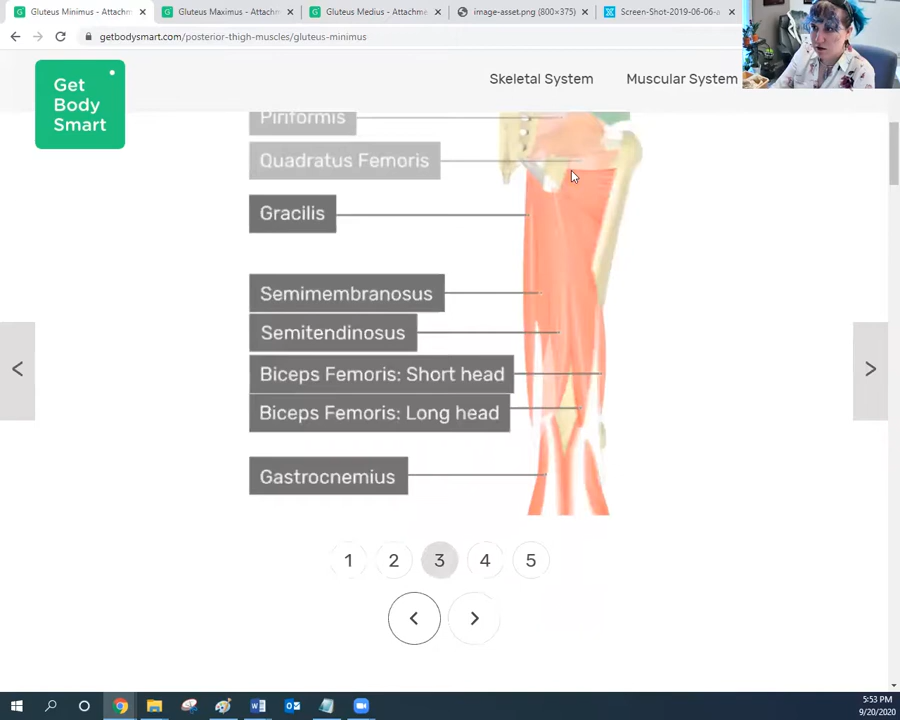 Gluteus Minimus - Attachm
Gluteus Maximus - Attachm
Gluteus Medius - Attachme
image-asset.png (800×375)
Screen-Shot-2019-06-06-a
getbodysmart.com/posterior-thigh-muscles/gluteus-minimus
Get
Body
Smart
Skeletal System
Muscular System
Piriformis
Quadratus Femoris
Gracilis
Semimembranosus
Semitendinosus
Biceps Femoris: Short head
Biceps Femoris: Long head
Gastrocnemius
1 2 3 4 5
5:53 PM
9/20/2020